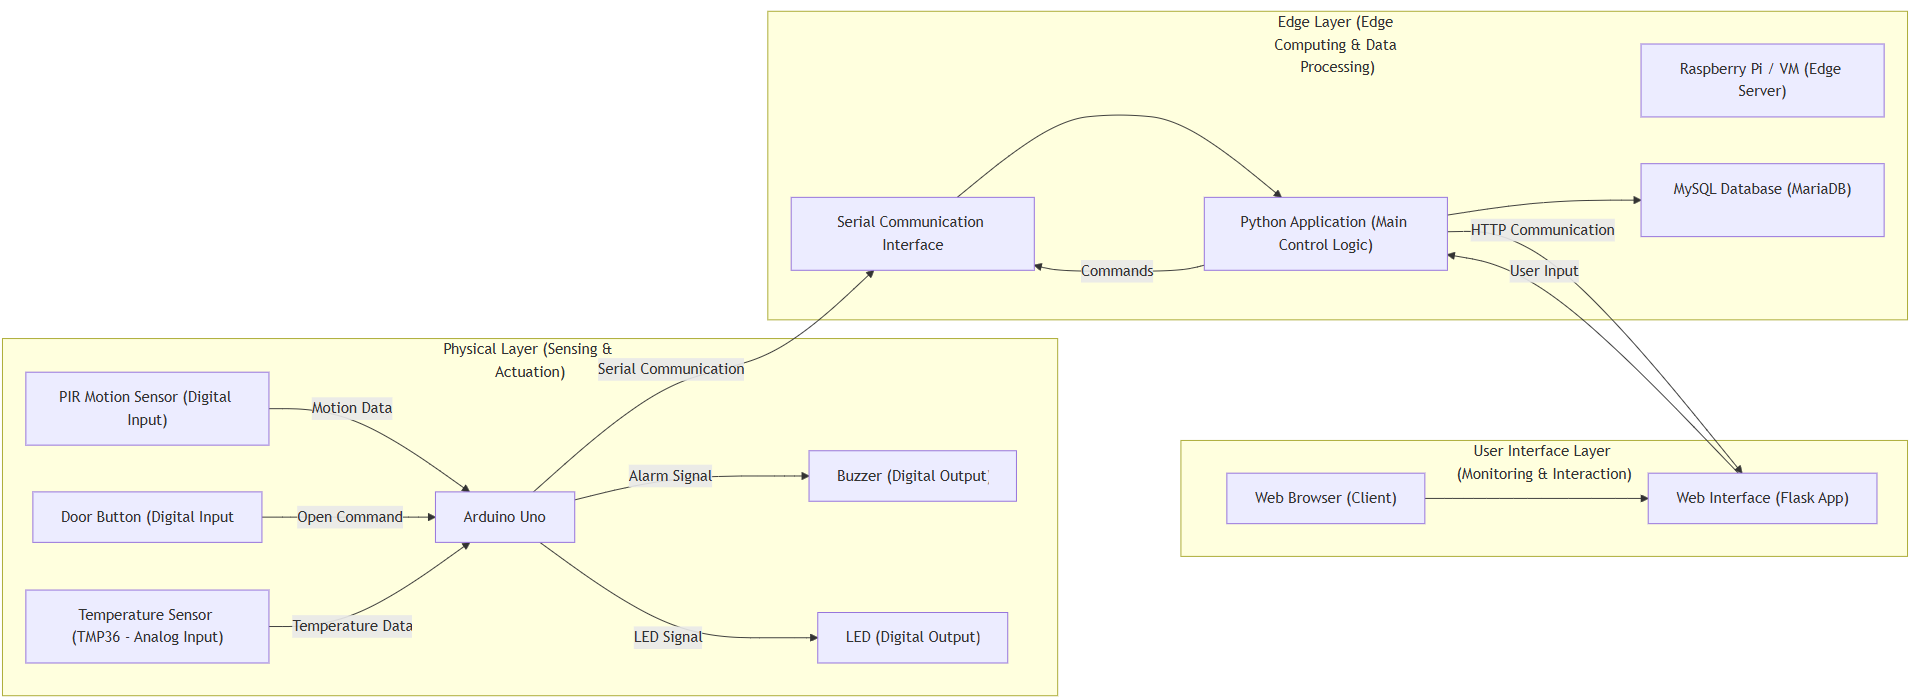 Edge Layer (Edge
Computing & Data
Processing)
Raspberry Pi / VM (Edge
Server)
MySQL Database (MariaDB)
Serial Communication
Interface
Python Application (Main
Control Logic)
HTTP Communication
User Input
Commands
Physical Layer (Sensing &
Actuation)
Serial Communication
PIR Motion Sensor (Digital
Input)
Motion Data
Door Button (Digital Input
Open Command
Arduino Uno
Alarm Signal
Buzzer (Digital Output)
Temperature Sensor
(TMP36 - Analog Input)
Temperature Data
LED Signal
LED (Digital Output)
User Interface Layer
(Monitoring & Interaction)
Web Browser (Client)
Web Interface (Flask App)